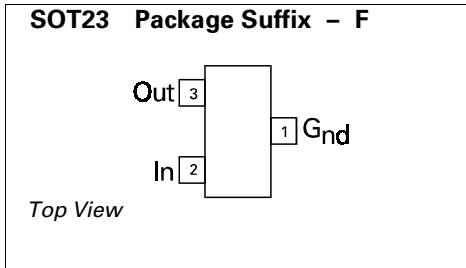 SOT23 Package Suffix – F
Out 3
1 Gnd
In 2
Top View